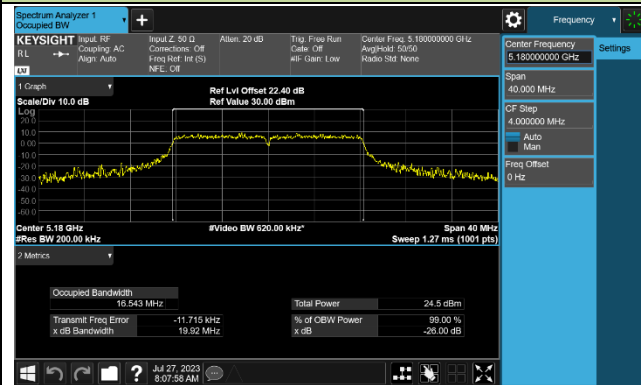 Spectrum Analyzer 1
Occupied BW
Frequency
KEYSIGHT
RL
LXI
Input: RF
Coupling: AC
Align: Auto
Input Z: 50 Ω
Corrections: Off
Freq Ref: Int (S)
NFE: Off
Atten: 20 dB
Trig: Free Run
Gate: Off
#IF Gain: Low
Center Freq: 5.180000000 GHz
Avg|Hold: 50/50
Radio Std: None
Center Frequency
5.180000000 GHz
Settings
Span
40.000 MHz
CF Step
4.000000 MHz
Auto
Man
Freq Offset
0 Hz
1 Graph
Scale/Div 10.0 dB
Ref Lvl Offset 22.40 dB
Ref Value 30.00 dBm
Log
20.0
10.0
0.00
-10.0
-20.0
-30.0
-40.0
-50.0
-60.0
Center 5.18 GHz
#Res BW 200.00 kHz
#Video BW 620.00 kHz*
Span 40 MHz
Sweep 1.27 ms (1001 pts)
2 Metrics
Occupied Bandwidth
16.543 MHz
Total Power 24.5 dBm
Transmit Freq Error -11.715 kHz
% of OBW Power 99.00 %
x dB Bandwidth 19.92 MHz
x dB -26.00 dB
?
Jul 27, 2023
8:07:58 AM